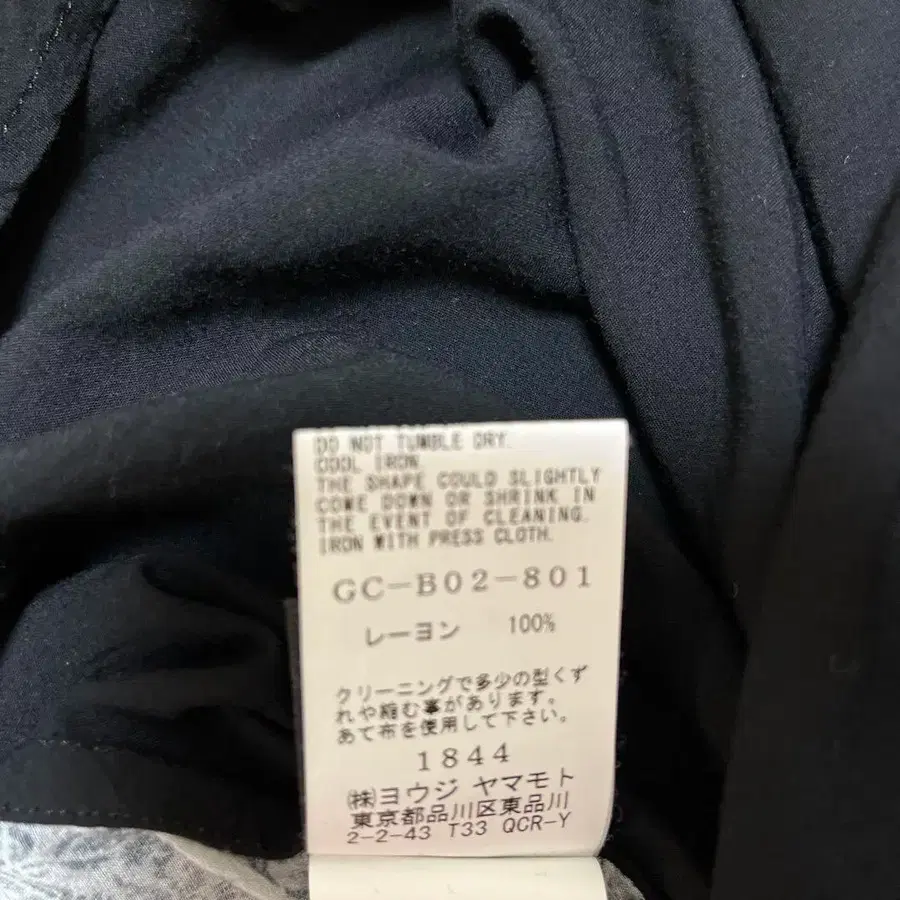 DO NOT TUMBLE DRY.
COOL IRON
THE SHAPE COULD SLIGHTLY
COME DOWN OR SHRINK IN
THE EVENT OF CLEANING.
IRON WITH PRESS CLOTH.
GC-B02-801
レーヨン 100%
クリーニングで多少の型くず
れや縮む事があります。
あて布を使用して下さい。
1844
㈱ヨウジ ヤマモト
東京都品川区東品川
2-2-43 T33 QCR-Y